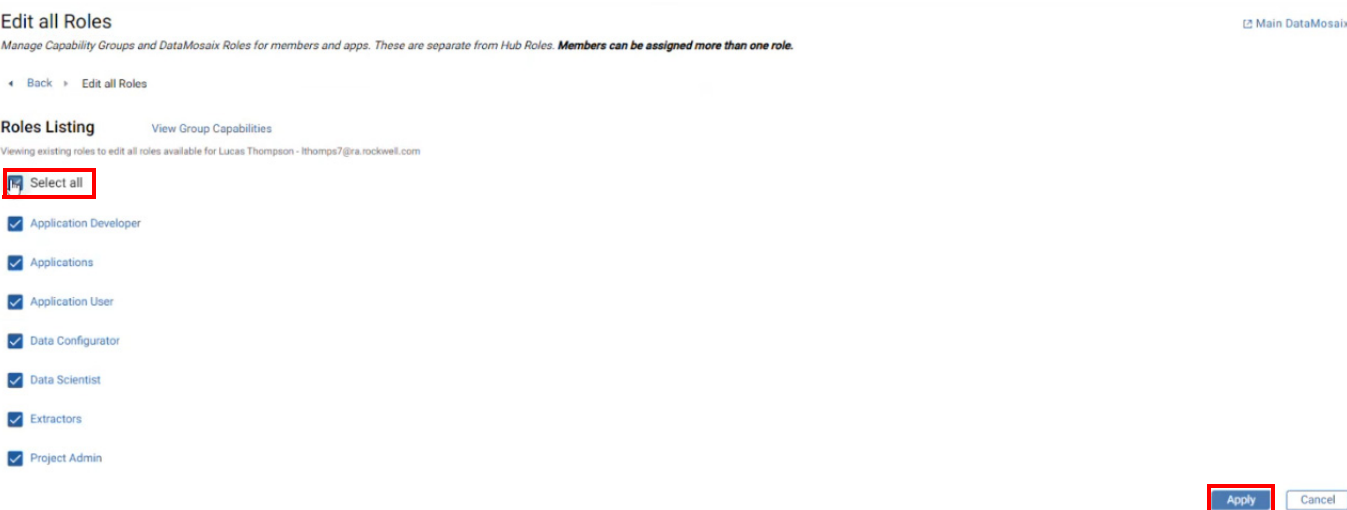 Edit all Roles
Main DataMosaix
Manage Capability Groups and DataMosaix Roles for members and apps. These are separate from Hub Roles. Members can be assigned more than one role.
Back Edit all Roles
Roles Listing View Group Capabilities
Viewing existing roles to edit all roles available for Lucas Thompson - lthomps7@ra.rockwell.com
Select all
Application Developer
Applications
Application User
Data Configurator
Data Scientist
Extractors
Project Admin
Apply Cancel